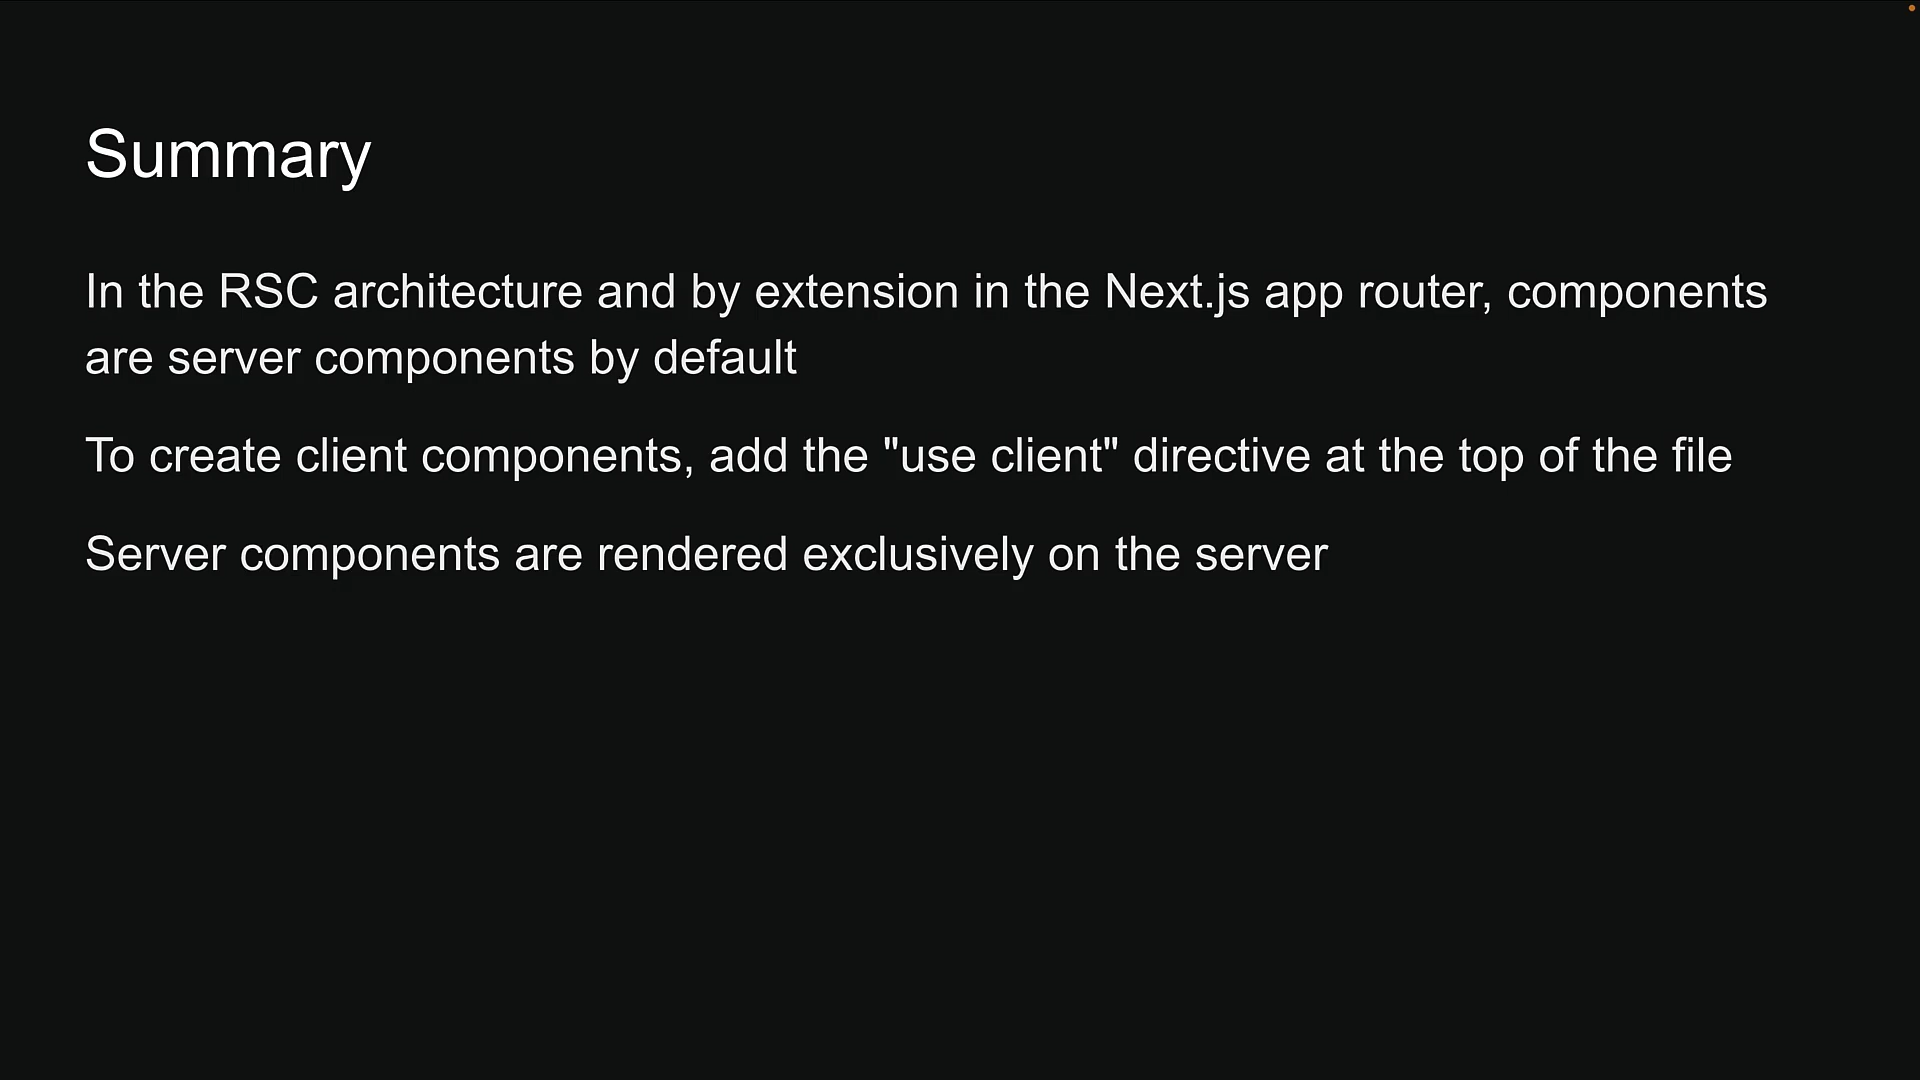 Summary
In the RSC architecture and by extension in the Next.js app router, components
are server components by default
To create client components, add the "use client" directive at the top of the file
Server components are rendered exclusively on the server